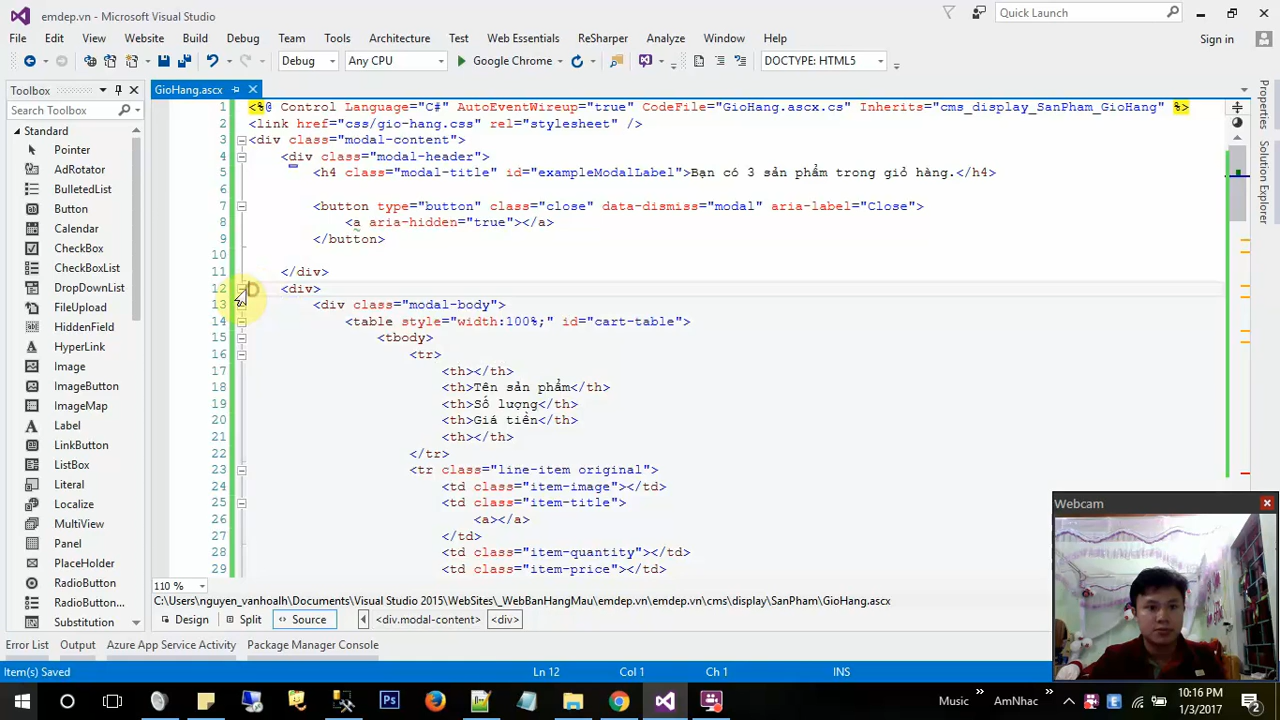 emdep.vn - Microsoft Visual Studio
Quick Launch
File Edit View Website Build Debug Team Tools Architecture Test Web Essentials ReSharper Analyze Window Help
Sign in
Debug Any CPU Google Chrome DOCTYPE: HTML5
Toolbox
GioHang.ascx
Search Toolbox
Standard
Pointer
AdRotator
BulletedList
Button
Calendar
CheckBox
CheckBoxList
DropDownList
FileUpload
HiddenField
HyperLink
Image
ImageButton
ImageMap
Label
LinkButton
ListBox
Literal
Localize
MultiView
Panel
PlaceHolder
RadioButton
RadioButton...
Substitution
1 <%@ Control Language="C#" AutoEventWireup="true" CodeFile="GioHang.ascx.cs" Inherits="cms_display_SanPham_GioHang" %>
2 <link href="css/gio-hang.css" rel="stylesheet" />
3 <div class="modal-content">
4 <div class="modal-header">
5 <h4 class="modal-title" id="exampleModalLabel">Bạn có 3 sản phẩm trong giỏ hàng.</h4>
6
7 <button type="button" class="close" data-dismiss="modal" aria-label="Close">
8 <a aria-hidden="true"></a>
9 </button>
10
11 </div>
12 <div>
13 <div class="modal-body">
14 <table style="width:100%;" id="cart-table">
15 <tbody>
16 <tr>
17 <th></th>
18 <th>Tên sản phẩm</th>
19 <th>Số lượng</th>
20 <th>Giá tiền</th>
21 <th></th>
22 </tr>
23 <tr class="line-item original">
24 <td class="item-image"></td>
25 <td class="item-title">
26 <a></a>
27 </td>
28 <td class="item-quantity"></td>
29 <td class="item-price"></td>
Properties
Solution Explorer
Webcam
110 %
C:\Users\nguyen_vanhoalh\Documents\Visual Studio 2015\WebSites\_WebBanHangMau\emdep.vn\emdep.vn\cms\display\SanPham\GioHang.ascx
Design Split Source <div.modal-content> <div>
Error List Output Azure App Service Activity Package Manager Console
Item(s) Saved Ln 12 Col 1 Ch 1 INS
Music » AmNhac »
10:16 PM
1/3/2017
2